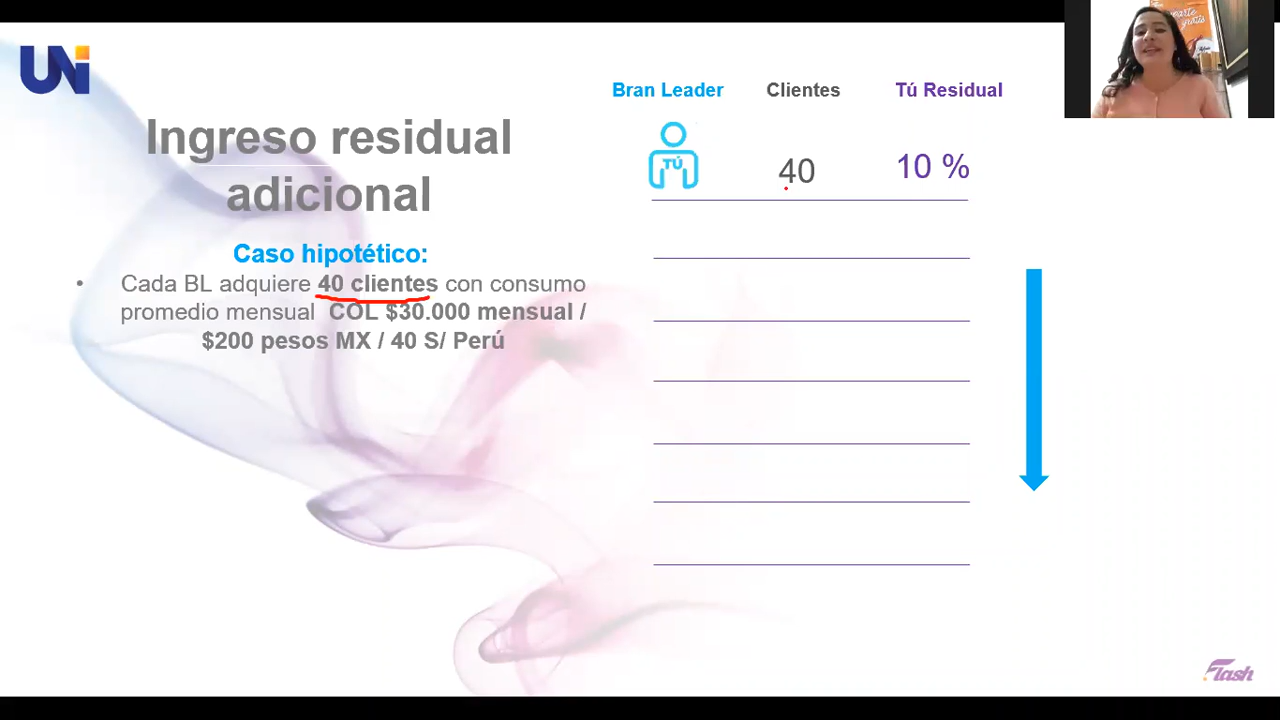 UNi
Ingreso residual
adicional
Caso hipotético:
• Cada BL adquiere 40 clientes con consumo
promedio mensual COL $30.000 mensual /
$200 pesos MX / 40 S/ Perú
Bran Leader Clientes Tú Residual
TÚ 40 10 %
Flash